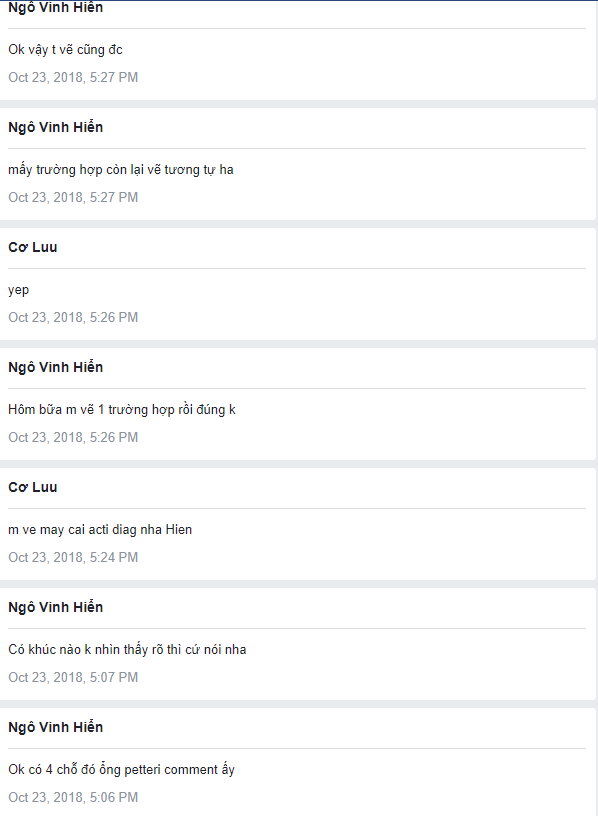 Ngô Vinh Hiển
Ok vậy t vẽ cũng đc
Oct 23, 2018, 5:27 PM
Ngô Vinh Hiển
mấy trường hợp còn lại vẽ tương tự ha
Oct 23, 2018, 5:27 PM
Cơ Luu
yep
Oct 23, 2018, 5:26 PM
Ngô Vinh Hiển
Hôm bữa m vẽ 1 trường hợp rồi đúng k
Oct 23, 2018, 5:26 PM
Cơ Luu
m ve may cai acti diag nha Hien
Oct 23, 2018, 5:24 PM
Ngô Vinh Hiển
Có khúc nào k nhìn thấy rõ thì cứ nói nha
Oct 23, 2018, 5:07 PM
Ngô Vinh Hiển
Ok có 4 chỗ đó ổng petteri comment ấy
Oct 23, 2018, 5:06 PM